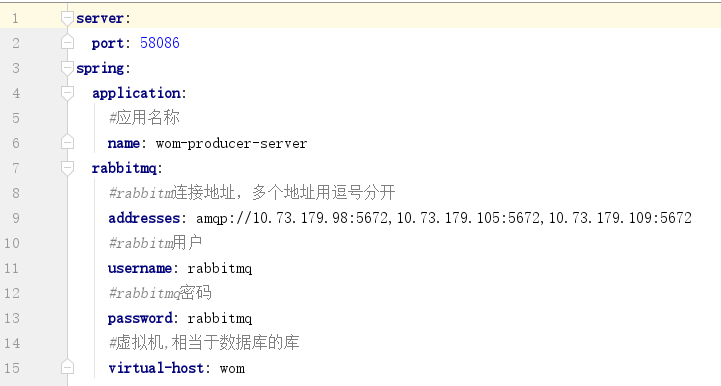 1 server:
2 port: 58086
3 spring:
4 application:
5 #应用名称
6 name: wom-producer-server
7 rabbitmq:
8 #rabbitm连接地址，多个地址用逗号分开
9 addresses: amqp://10.73.179.98:5672,10.73.179.105:5672,10.73.179.109:5672
10 #rabbitm用户
11 username: rabbitmq
12 #rabbitmq密码
13 password: rabbitmq
14 #虚拟机,相当于数据库的库
15 virtual-host: wom